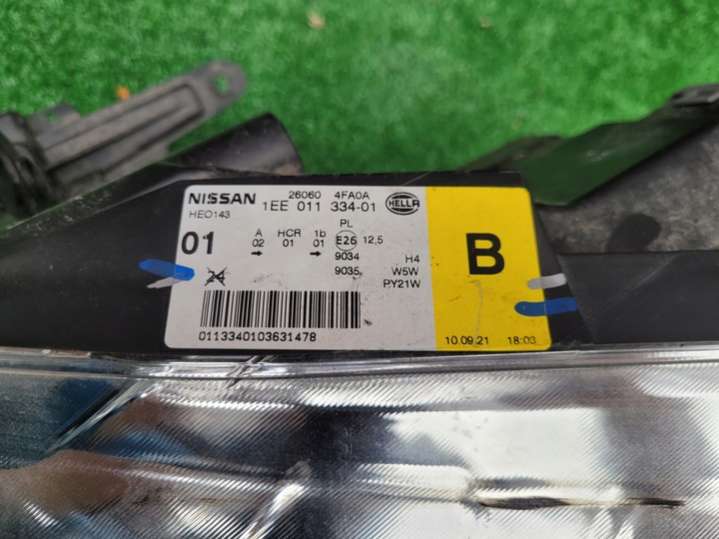 NISSAN 26060 4FA0A
HEO143 1EE 011 334-01 HELLA
PL
01 A HCR 1b E26 12,5
02 01 01
→ → 9034 H4
24 9035 W5W
PY21W
B
0113340103631478
10.09.21 18:03